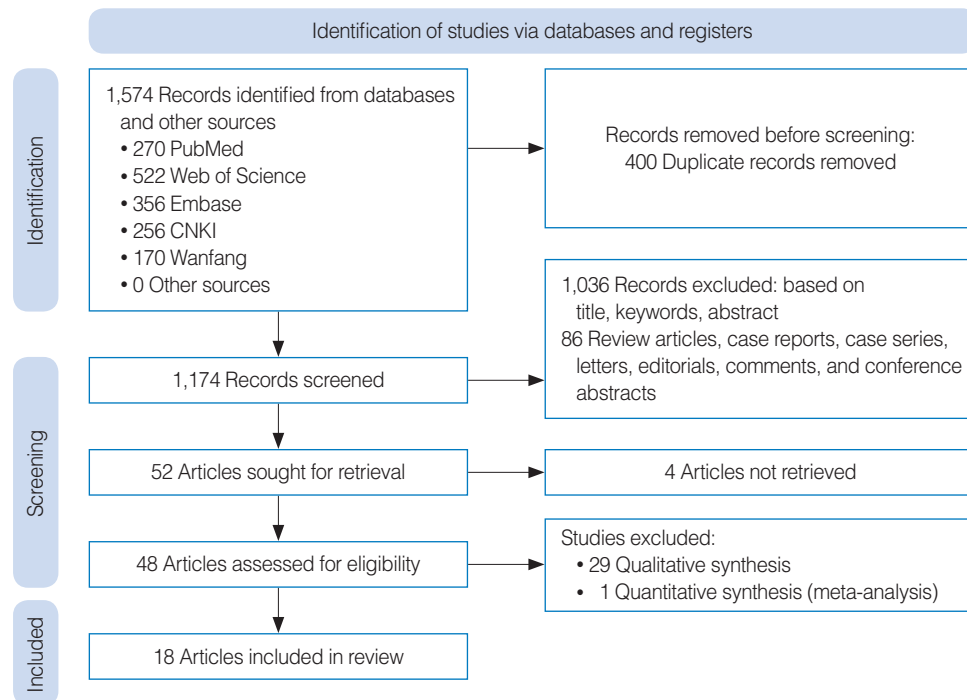 Identification of studies via databases and registers
Identification
1,574 Records identified from databases
and other sources
• 270 PubMed
• 522 Web of Science
• 356 Embase
• 256 CNKI
• 170 Wanfang
• 0 Other sources
Records removed before screening:
400 Duplicate records removed
Screening
1,174 Records screened
1,036 Records excluded: based on
title, keywords, abstract
86 Review articles, case reports, case series,
letters, editorials, comments, and conference
abstracts
52 Articles sought for retrieval
4 Articles not retrieved
48 Articles assessed for eligibility
Studies excluded:
• 29 Qualitative synthesis
• 1 Quantitative synthesis (meta-analysis)
Included
18 Articles included in review